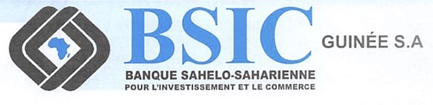 BSIC GUINÉE S.A
BANQUE SAHELO-SAHARIENNE
POUR L'INVESTISSEMENT ET LE COMMERCE